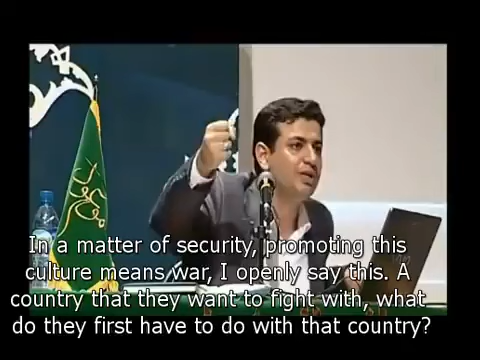 In a matter of security, promoting this
culture means war, I openly say this. A
country that they want to fight with, what
do they first have to do with that country?